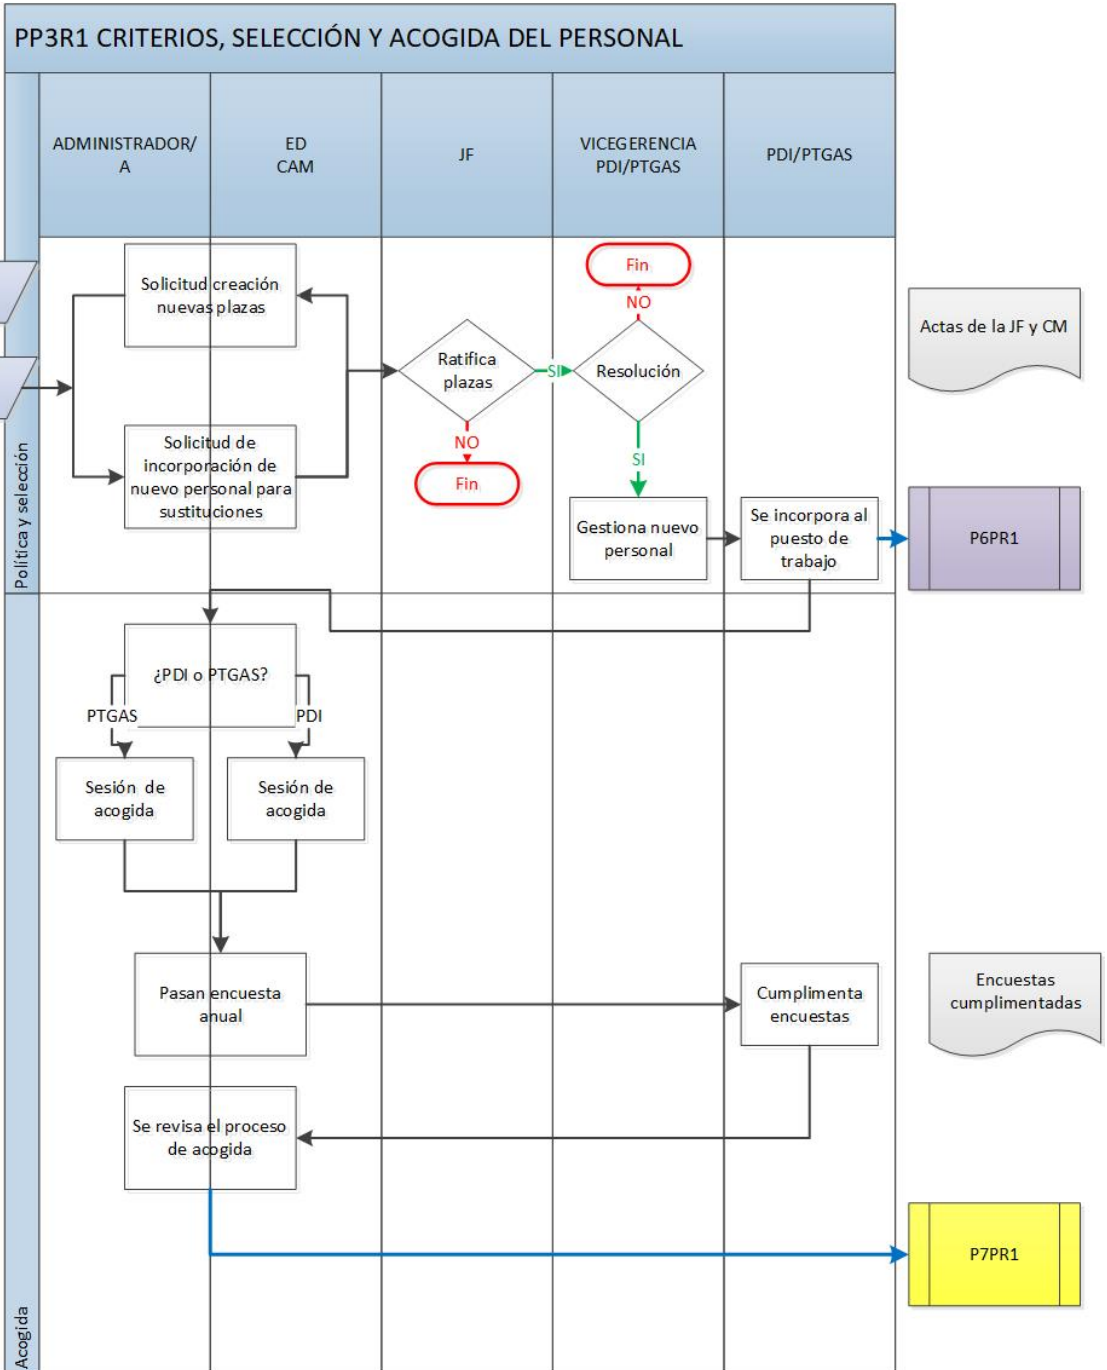 PP3R1 CRITERIOS, SELECCIÓN Y ACOGIDA DEL PERSONAL
ADMINISTRADOR/
A
ED
CAM
JF
VICEGERENCIA
PDI/PTGAS
PDI/PTGAS
Política y selección
Solicitud creación
nuevas plazas
Solicitud de
incorporación de
nuevo personal para
sustituciones
Ratifica
plazas
SI
NO
Fin
Fin
NO
Resolución
SI
Gestiona nuevo
personal
Se incorpora al
puesto de
trabajo
Actas de la JF y CM
P6PR1
Acogida
¿PDI o PTGAS?
PTGAS
PDI
Sesión de
acogida
Sesión de
acogida
Pasan encuesta
anual
Cumplimenta
encuestas
Encuestas
cumplimentadas
Se revisa el proceso
de acogida
P7PR1